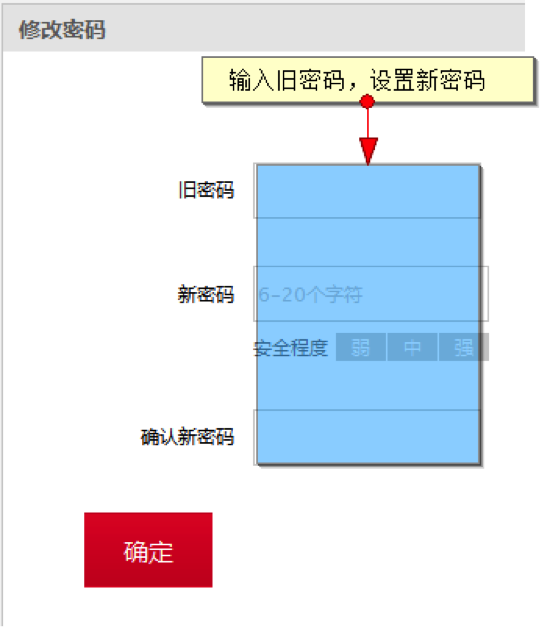 修改密码
输入旧密码，设置新密码
旧密码
新密码 6-20个字符
安全程度 弱 中 强
确认新密码
确定